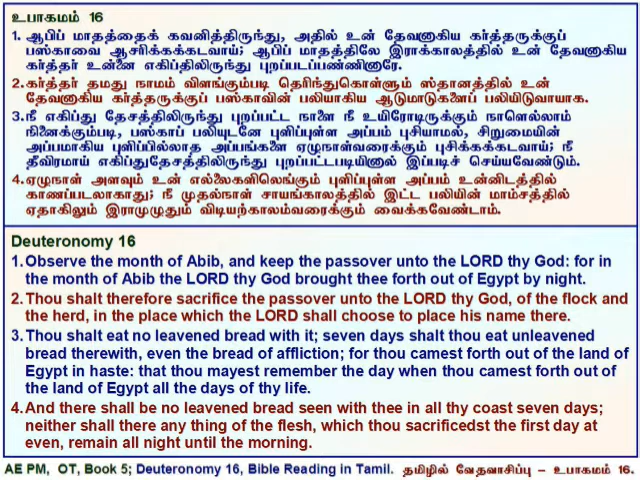 உபாகமம் 16
1. ஆபிப் மாதத்தைக் கவனித்திருந்து, அதில் உன் தேவனாகிய கர்த்தருக்குப்
பஸ்காவை ஆசரிக்கக்கடவாய்; ஆபிப் மாதத்திலே இராக்காலத்தில் உன் தேவனாகிய
கர்த்தர் உன்னை எகிப்திலிருந்து புறப்படப்பண்ணினாரே.
2. கர்த்தர் தமது நாமம் விளங்கும்படி தெரிந்துகொள்ளும் ஸ்தானத்தில் உன்
தேவனாகிய கர்த்தருக்குப் பஸ்காவின் பலியாகிய ஆடுமாடுகளைப் பலியிடுவாயாக.
3. நீ எகிப்து தேசத்திலிருந்து புறப்பட்ட நாளை நீ உயிரோடிருக்கும் நாளெல்லாம்
நினைக்கும்படி, பஸ்காப் பலியுடனே புளிப்புள்ள அப்பம் புசியாமல், சிறுமையின்
அப்பமாகிய புளிப்பில்லாத அப்பங்களை ஏழுநாள்வரைக்கும் புசிக்கக்கடவாய்; நீ
தீவிரமாய் எகிப்துதேசத்திலிருந்து புறப்பட்டபடியினால் இப்படிச் செய்யவேண்டும்.
4. ஏழுநாள் அளவும் உன் எல்லைகளிலெங்கும் புளிப்புள்ள அப்பம் உன்னிடத்தில்
காணப்படலாகாது; நீ முதல்நாள் சாயங்காலத்தில் இட்ட பலியின் மாம்சத்தில்
ஏதாகிலும் இராமுழுதும் விடியற்காலம்வரைக்கும் வைக்கவேண்டாம்.
Deuteronomy 16
1. Observe the month of Abib, and keep the passover unto the LORD thy God: for in
the month of Abib the LORD thy God brought thee forth out of Egypt by night.
2. Thou shalt therefore sacrifice the passover unto the LORD thy God, of the flock and
the herd, in the place which the LORD shall choose to place his name there.
3. Thou shalt eat no leavened bread with it; seven days shalt thou eat unleavened
bread therewith, even the bread of affliction; for thou camest forth out of the land of
Egypt in haste: that thou mayest remember the day when thou camest forth out of
the land of Egypt all the days of thy life.
4. And there shall be no leavened bread seen with thee in all thy coast seven days;
neither shall there any thing of the flesh, which thou sacrificedst the first day at
even, remain all night until the morning.
AE PM, OT, Book 5; Deuteronomy 16, Bible Reading in Tamil. தமிழில் வேதவாசிப்பு – உபாகமம் 16.